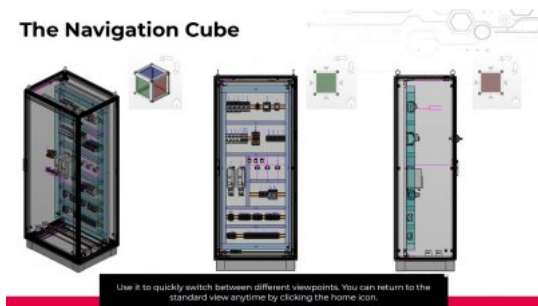 The Navigation Cube
Use it to quickly switch between different viewpoints. You can return to the
standard view anytime by clicking the home icon.